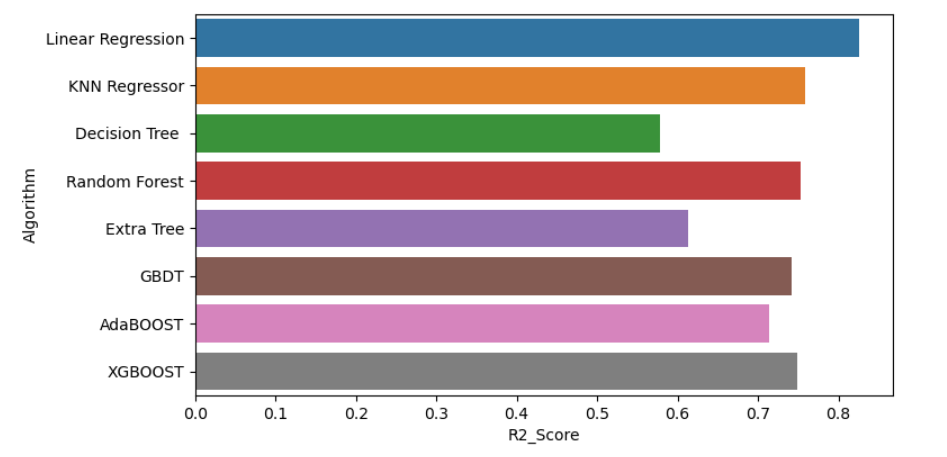 Linear Regression
KNN Regressor
Decision Tree
Random Forest
Extra Tree
GBDT
AdaBOOST
XGBOOST
Algorithm
0.0 0.1 0.2 0.3 0.4 0.5 0.6 0.7 0.8
R2_Score